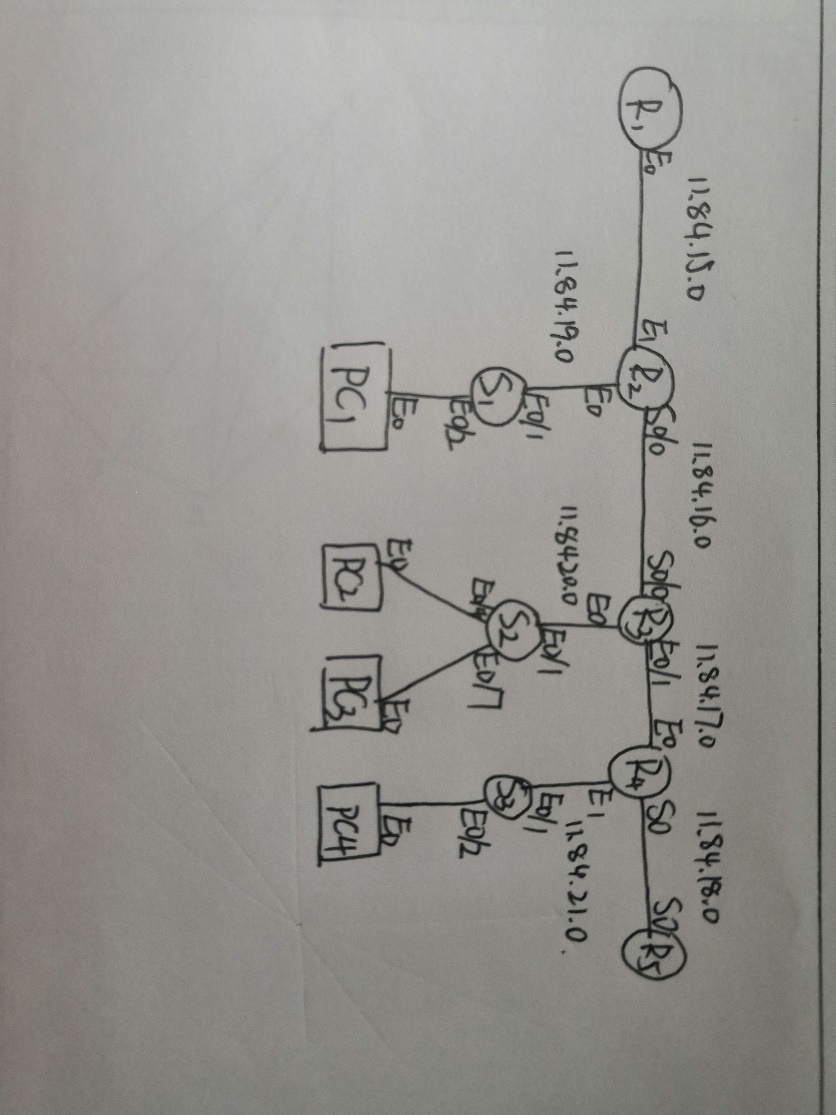 11.84.15.0
11.84.16.0
11.84.17.0
11.84.18.0
R1
E0
E1
R2
S0/0
S0/0
R3
E0/1
E0
R4
S0
S0
R5
E0
E0
E1
11.84.19.0
11.84.20.0
11.84.21.0
E0/1
E0/1
E0/1
S1
S2
S3
E0/2
E0/7
E0/2
E0
E0
E0
E0
PC1
PC2
PC3
PC4